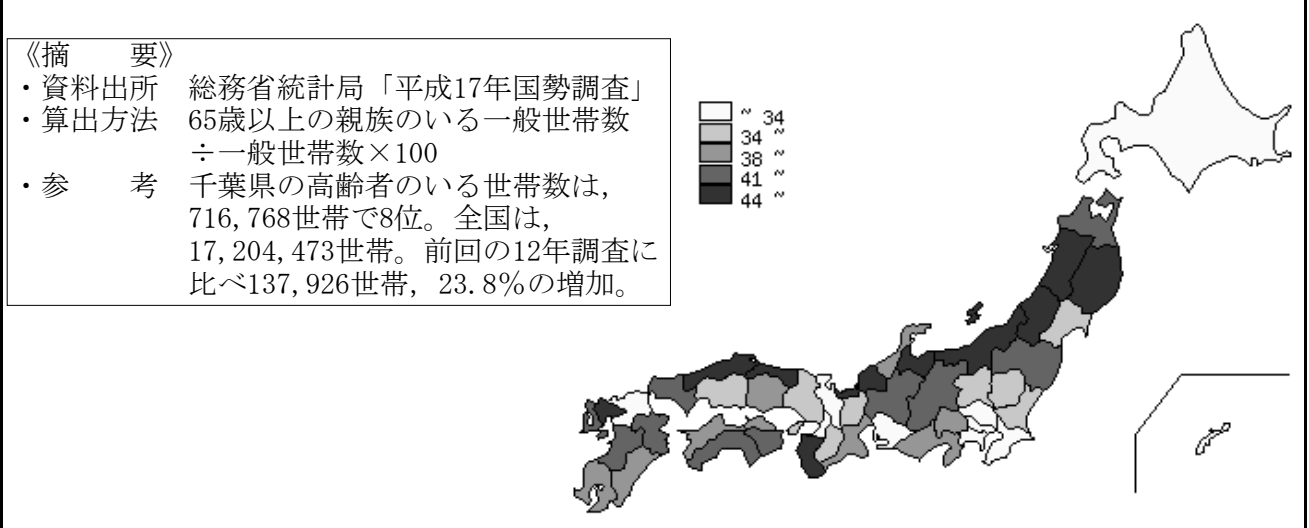 《摘　　要》
・資料出所　総務省統計局「平成17年国勢調査」
・算出方法　65歳以上の親族のいる一般世帯数
÷一般世帯数×100
・参　　考　千葉県の高齢者のいる世帯数は,
716,768世帯で8位。全国は,
17,204,473世帯。前回の12年調査に
比べ137,926世帯, 23.8%の増加。
~ 34
34 ~
38 ~
41 ~
44 ~